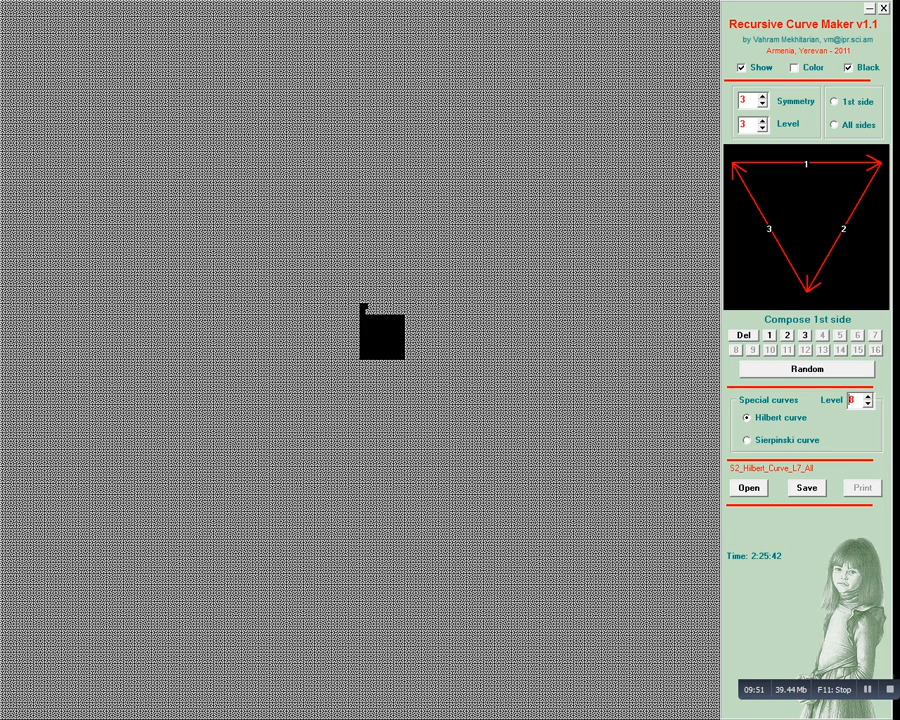 Recursive Curve Maker v1.1
by Vahram Mekhitarian, vm@ipr.sci.am
Armenia, Yerevan - 2011
Show Color Black
3 Symmetry 1st side
3 Level All sides
1
3 2
Compose 1st side
Del 1 2 3 4 5 6 7
8 9 10 11 12 13 14 15 16
Random
Special curves Level 8
Hilbert curve
Sierpinski curve
S2_Hilbert_Curve_L7_All
Open Save Print
Time: 2:25:42
09:51 39.44 Mb F11: Stop